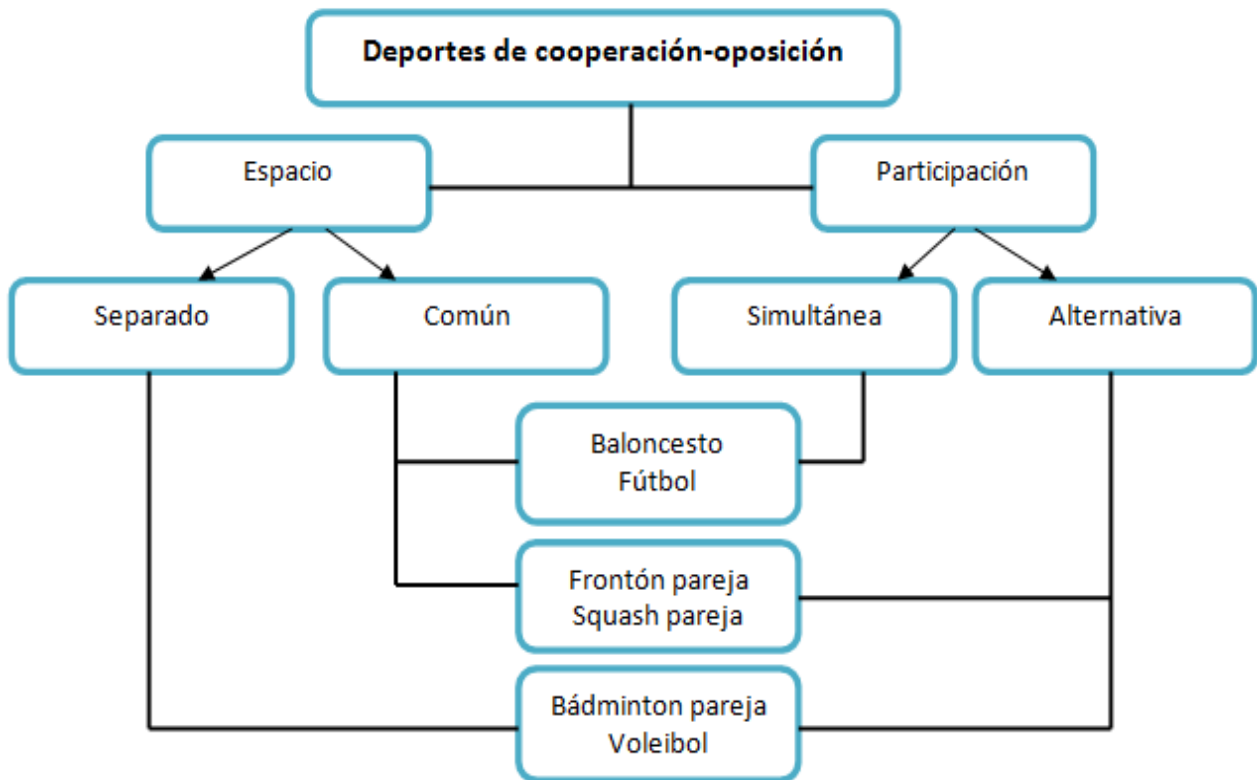 Deportes de cooperación-oposición
Espacio
Participación
Separado
Común
Simultánea
Alternativa
Baloncesto
Fútbol
Frontón pareja
Squash pareja
Bádminton pareja
Voleibol